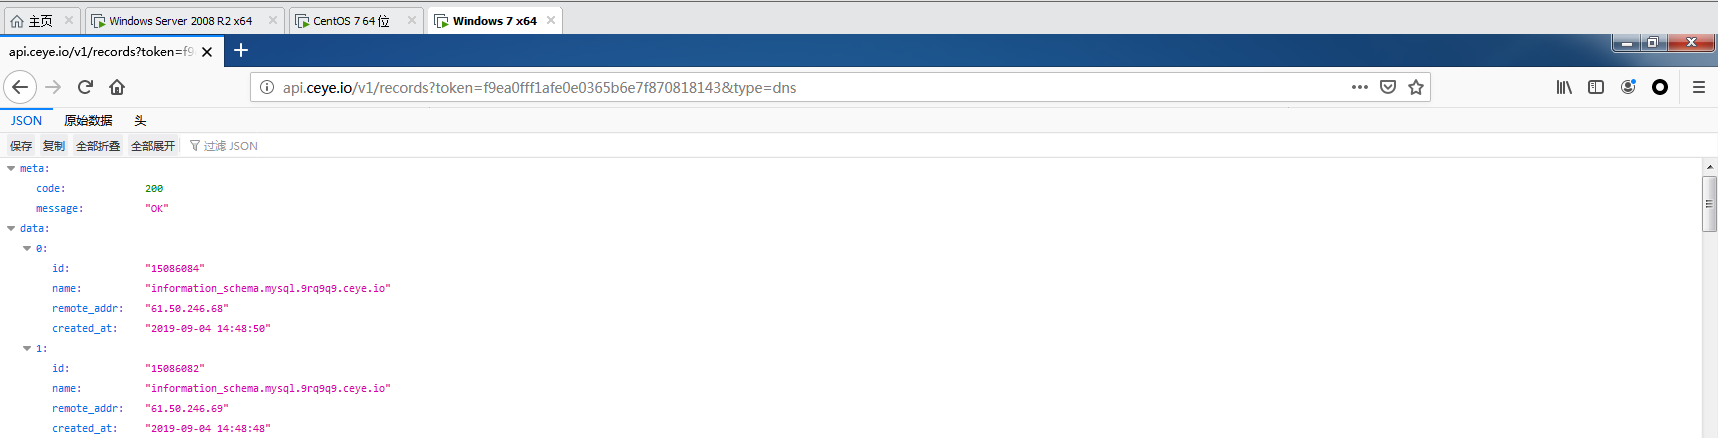 主页 Windows Server 2008 R2 x64 CentOS 7 64 位 Windows 7 x64
api.ceye.io/v1/records?token=f9
api.ceye.io/v1/records?token=f9ea0fff1afe0e0365b6e7f870818143&type=dns
JSON 原始数据 头
保存 复制 全部折叠 全部展开 过滤 JSON
meta:
code: 200
message: "OK"
data:
0:
id: "15086084"
name: "information_schema.mysql.9rq9q9.ceye.io"
remote_addr: "61.50.246.68"
created_at: "2019-09-04 14:48:50"
1:
id: "15086082"
name: "information_schema.mysql.9rq9q9.ceye.io"
remote_addr: "61.50.246.69"
created_at: "2019-09-04 14:48:48"